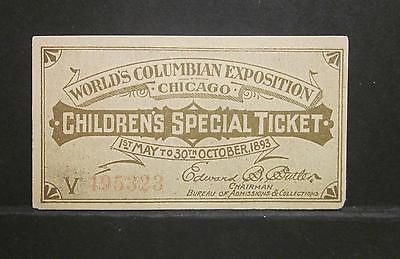 WORLD'S COLUMBIAN EXPOSITION
CHICAGO
CHILDREN'S SPECIAL TICKET
1ST MAY TO 30TH OCTOBER, 1893
V 195323
Edward B. Butler
CHAIRMAN
BUREAU OF ADMISSIONS & COLLECTIONS